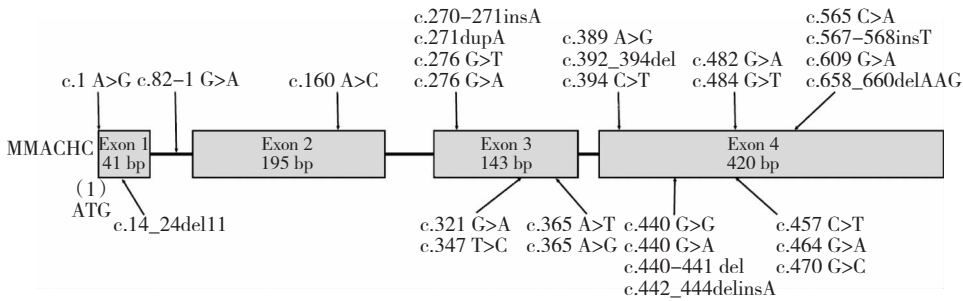 c.270-271insA
c.271dupA
c.276 G>T
c.276 G>A
c.565 C>A
c.567-568insT
c.609 G>A
c.658_660delAAG
c.389 A>G
c.392_394del
c.394 C>T
c.482 G>A
c.484 G>T
c.1 A>G
c.82-1 G>A
c.160 A>C
MMACHC
Exon 1
41 bp
Exon 2
195 bp
Exon 3
143 bp
Exon 4
420 bp
(1)
ATG
c.14_24del11
c.321 G>A
c.347 T>C
c.365 A>T
c.365 A>G
c.440 G>G
c.440 G>A
c.440-441 del
c.442_444delinsA
c.457 C>T
c.464 G>A
c.470 G>C